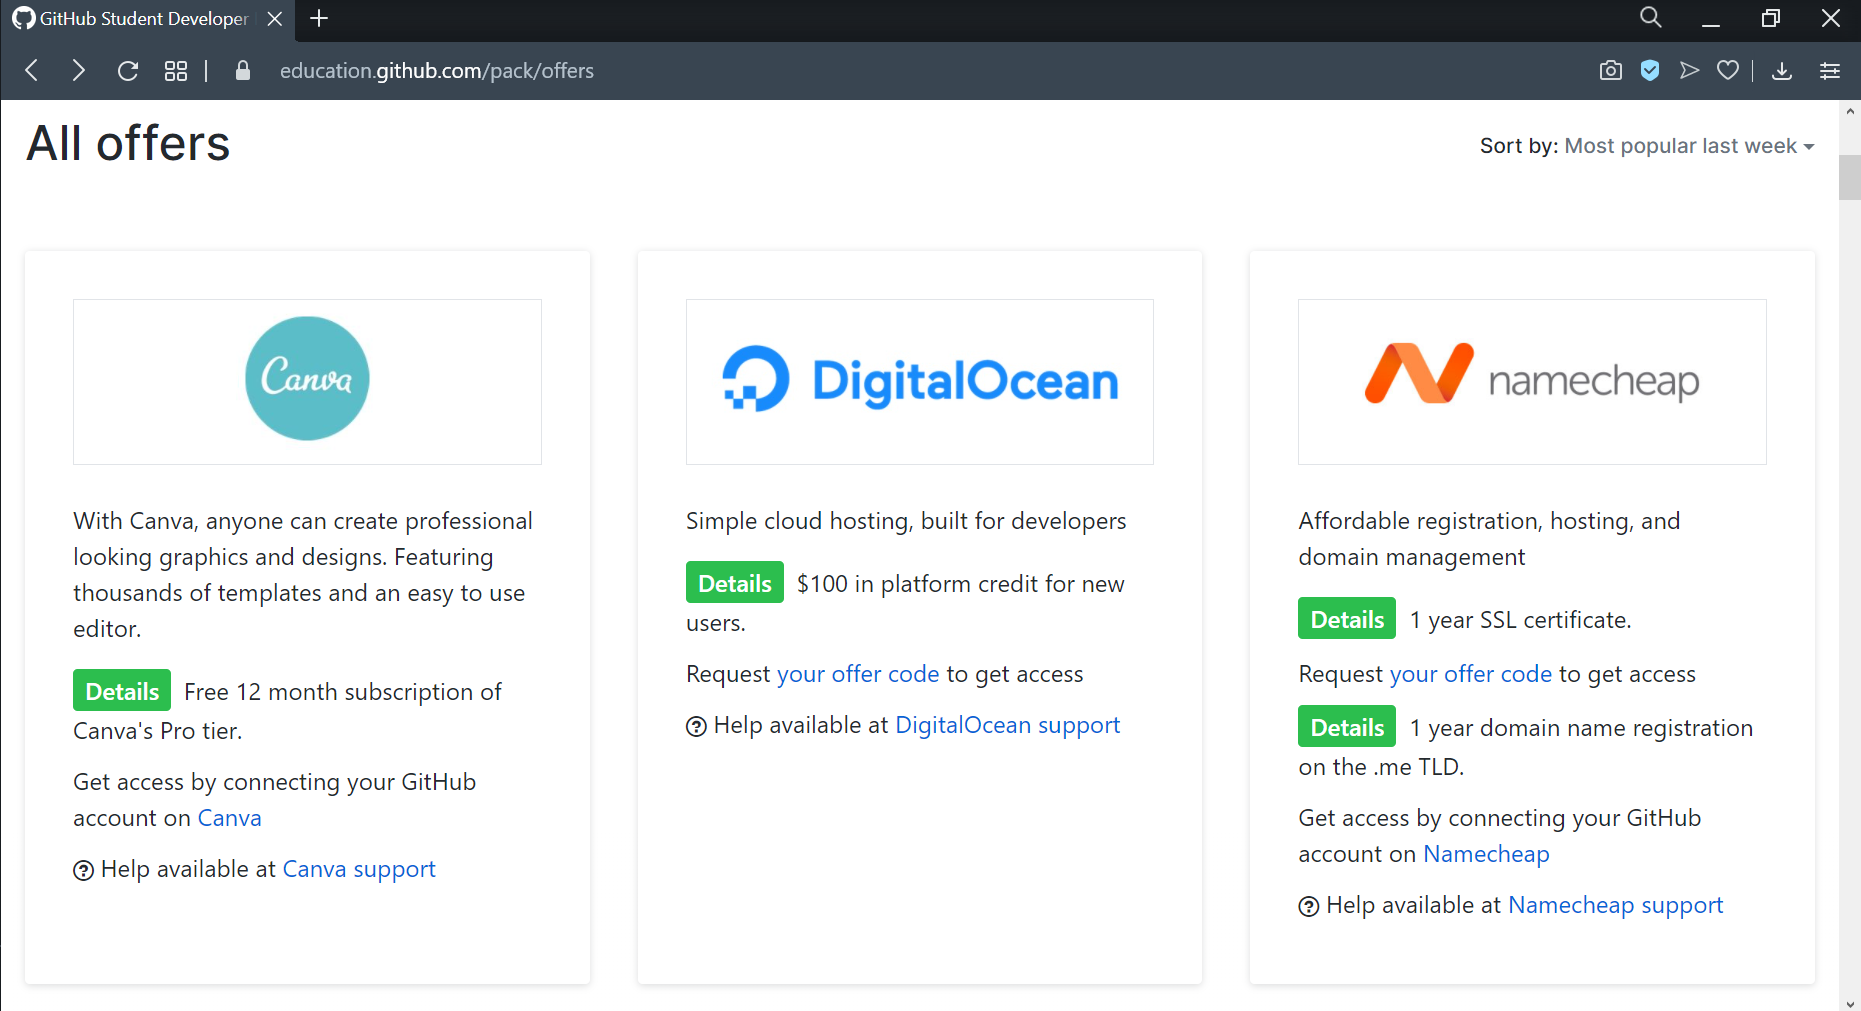 GitHub Student Developer
education.github.com/pack/offers
All offers
Sort by: Most popular last week
Canva
With Canva, anyone can create professional
looking graphics and designs. Featuring
thousands of templates and an easy to use
editor.
Details Free 12 month subscription of
Canva's Pro tier.
Get access by connecting your GitHub
account on Canva
Help available at Canva support
DigitalOcean
Simple cloud hosting, built for developers
Details $100 in platform credit for new
users.
Request your offer code to get access
Help available at DigitalOcean support
namecheap
Affordable registration, hosting, and
domain management
Details 1 year SSL certificate.
Request your offer code to get access
Details 1 year domain name registration
on the .me TLD.
Get access by connecting your GitHub
account on Namecheap
Help available at Namecheap support